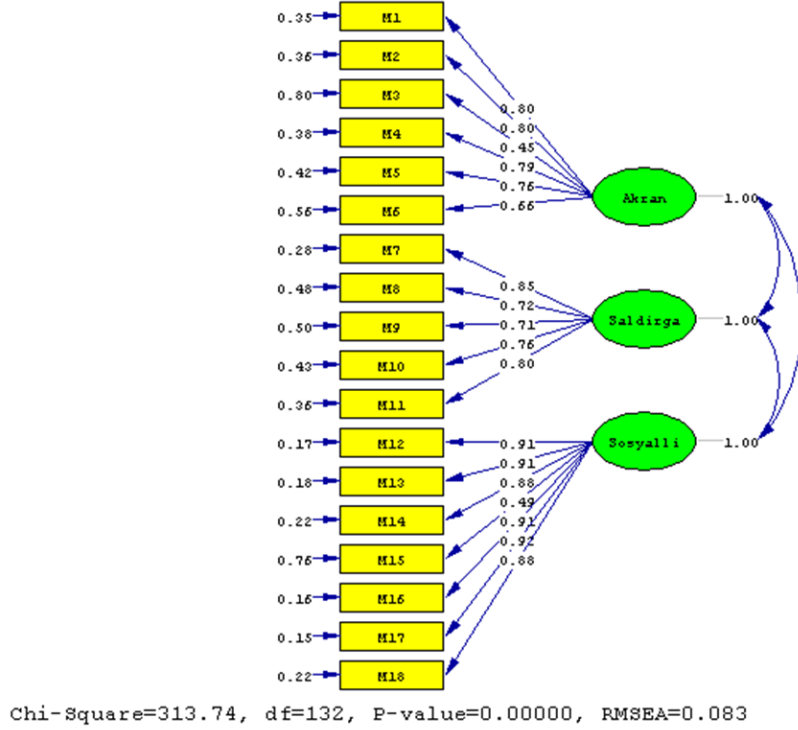 0.35 M1
0.36 M2
0.80 M3
0.38 M4
0.42 M5
0.56 M6
0.28 M7
0.48 M8
0.50 M9
0.43 M10
0.36 M11
0.17 M12
0.18 M13
0.22 M14
0.76 M15
0.16 M16
0.15 M17
0.22 M18
0.80
0.80
0.45
0.79
0.76
0.66
0.85
0.72
0.71
0.76
0.80
0.91
0.91
0.88
0.49
0.91
0.92
0.88
Akran 1.00
Saldirga 1.00
Sosyalli 1.00
Chi-Square=313.74, df=132, P-value=0.00000, RMSEA=0.083